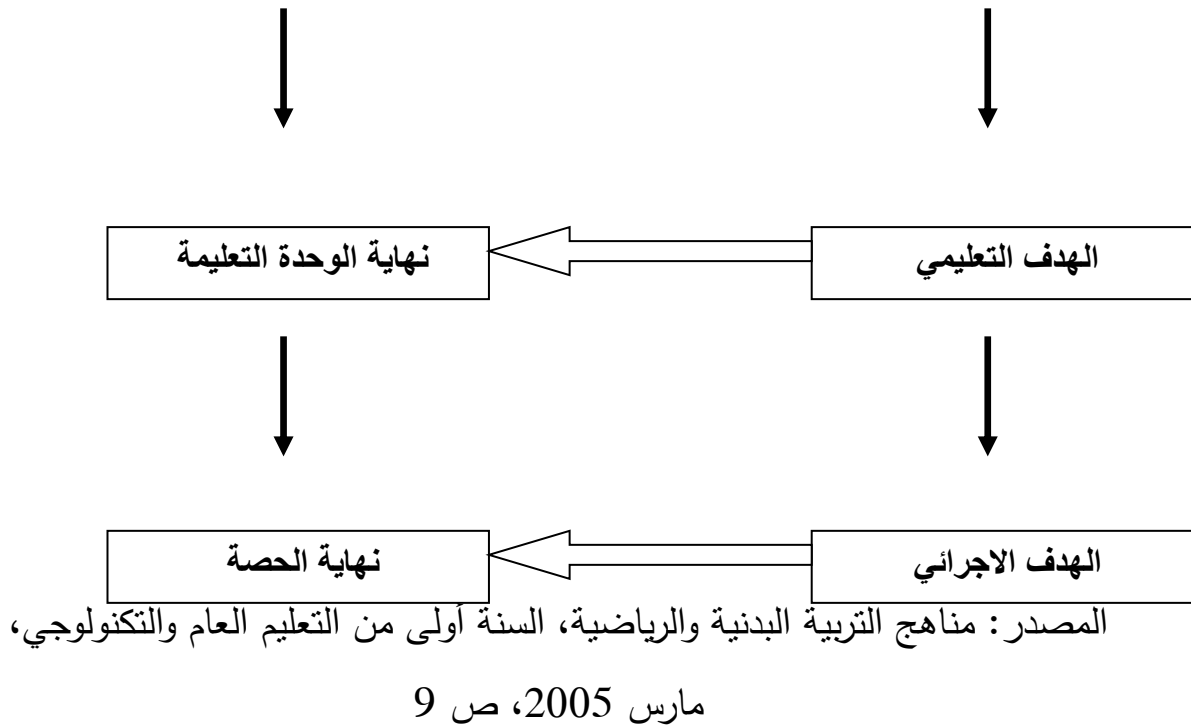 الهدف التعليمي
نهاية الوحدة التعليمة
الهدف الاجرائي
نهاية الحصة
المصدر: مناهج التربية البدنية والرياضية، السنة أولى من التعليم العام والتكنولوجي،
مارس 2005، ص 9